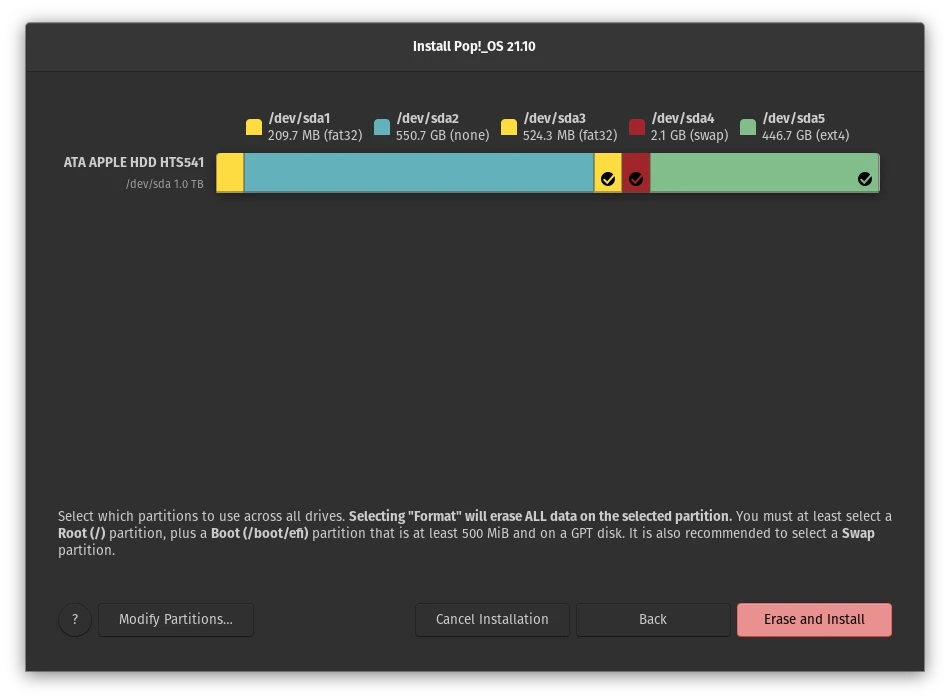 Install Pop!_OS 21.10
/dev/sda1
209.7 MB (fat32)
/dev/sda2
550.7 GB (none)
/dev/sda3
524.3 MB (fat32)
/dev/sda4
2.1 GB (swap)
/dev/sda5
446.7 GB (ext4)
ATA APPLE HDD HTS541
/dev/sda 1.0 TB
Select which partitions to use across all drives. Selecting "Format" will erase ALL data on the selected partition. You must at least select a
Root (/) partition, plus a Boot (/boot/efi) partition that is at least 500 MiB and on a GPT disk. It is also recommended to select a Swap
partition.
?
Modify Partitions...
Cancel Installation
Back
Erase and Install